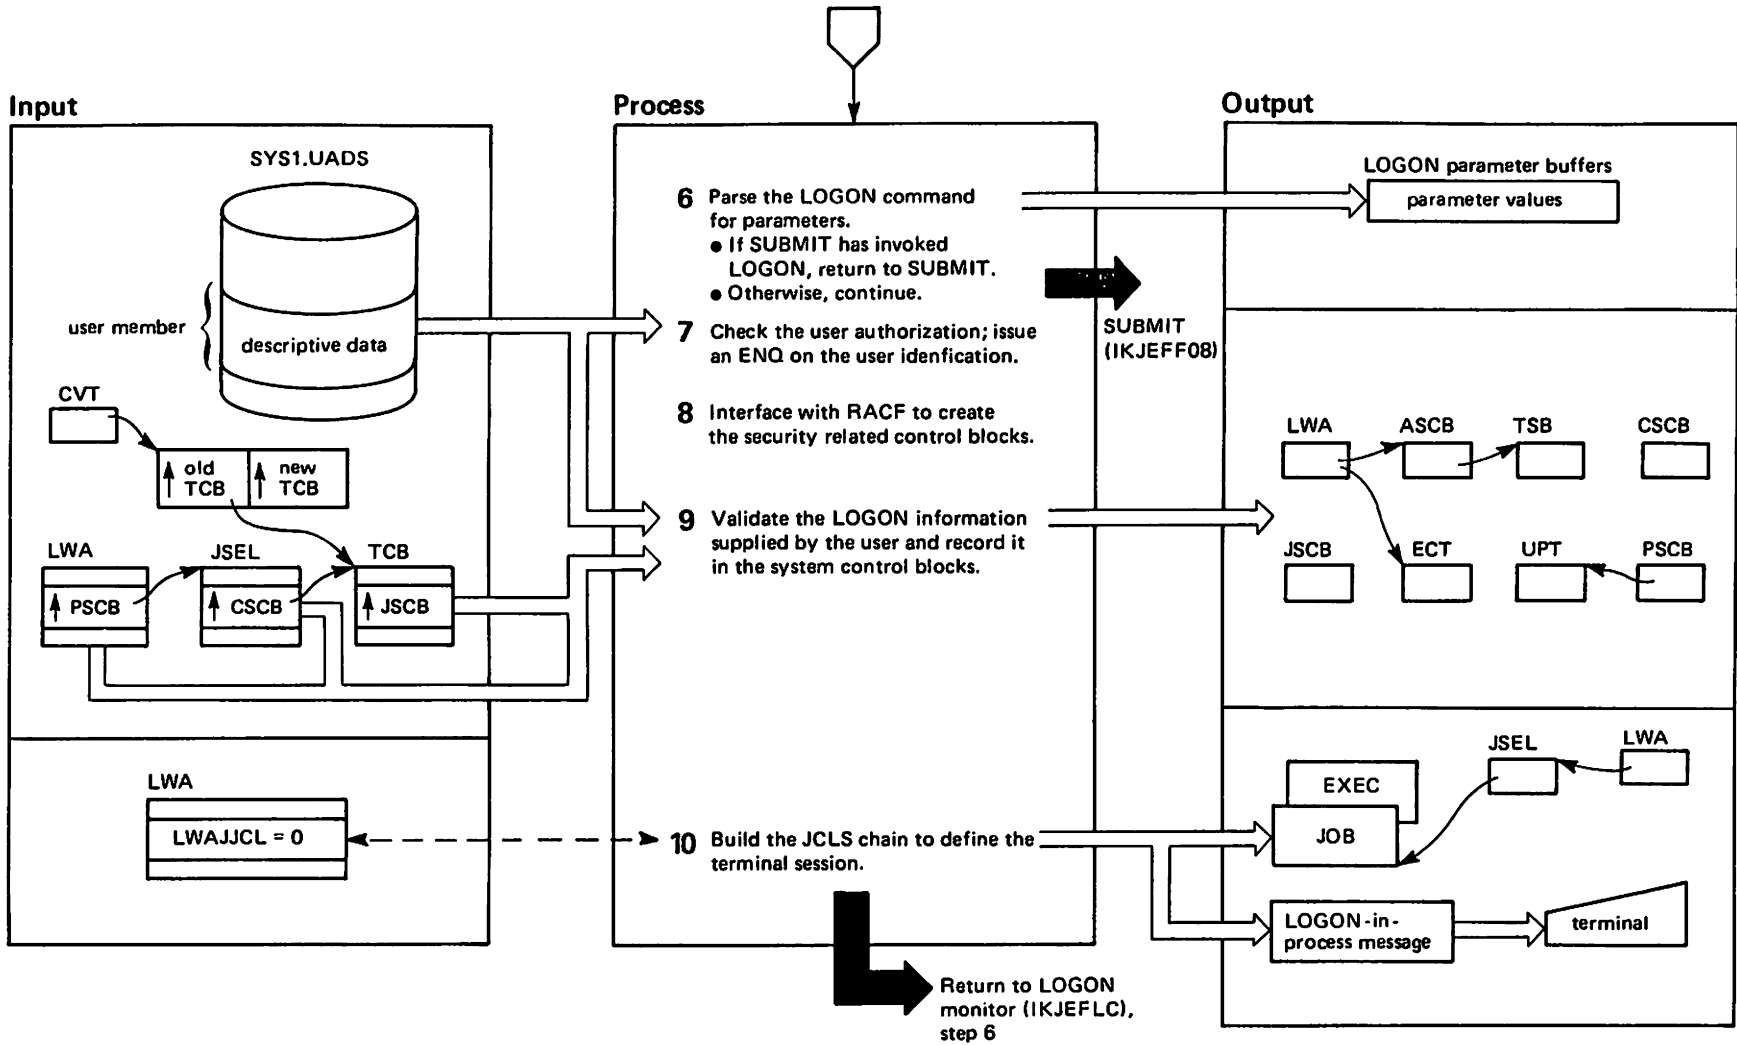 Input
SYS1.UADS
user member
descriptive data
CVT
old
TCB
new
TCB
LWA
JSEL
TCB
PSCB
CSCB
JSCB
LWA
LWAJJCL = 0
Process
6 Parse the LOGON command
for parameters.
● If SUBMIT has invoked
LOGON, return to SUBMIT.
● Otherwise, continue.
SUBMIT
(IKJEFF08)
7 Check the user authorization; issue
an ENQ on the user idenfication.
8 Interface with RACF to create
the security related control blocks.
9 Validate the LOGON information
supplied by the user and record it
in the system control blocks.
10 Build the JCLS chain to define the
terminal session.
Return to LOGON
monitor (IKJEFLC),
step 6
Output
LOGON parameter buffers
parameter values
LWA
ASCB
TSB
CSCB
JSCB
ECT
UPT
PSCB
JSEL
LWA
EXEC
JOB
LOGON-in-
process message
terminal